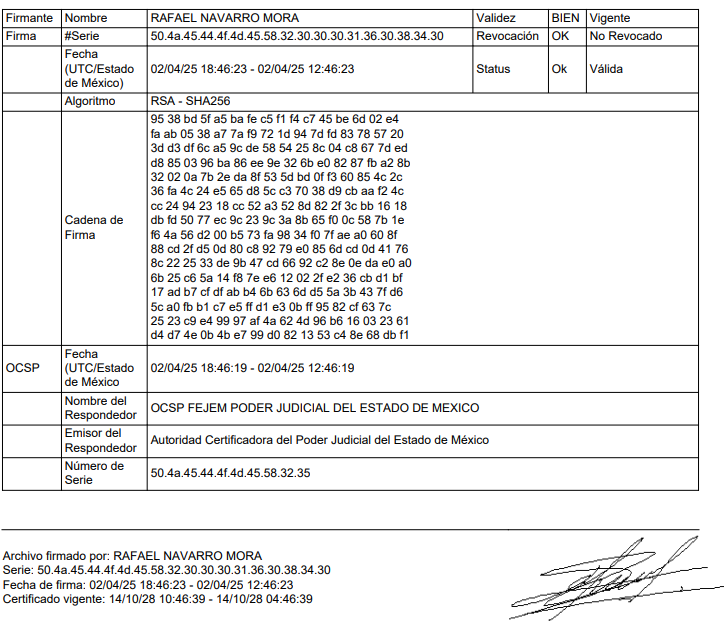 Firmante Nombre RAFAEL NAVARRO MORA Validez BIEN Vigente
Firma #Serie 50.4a.45.44.4f.4d.45.58.32.30.30.30.31.36.30.38.34.30 Revocación OK No Revocado
Fecha
(UTC/Estado
de México)
02/04/25 18:46:23 - 02/04/25 12:46:23 Status Ok Válida
Algoritmo RSA - SHA256
Cadena de
Firma
95 38 bd 5f a5 ba fe c5 f1 f4 c7 45 be 6d 02 e4
fa ab 05 38 a7 7a f9 72 1d 94 7d fd 83 78 57 20
3d d3 df 6c a5 9c de 58 54 25 8c 04 c8 67 7d ed
d8 85 03 96 ba 86 ee 9e 32 6b e0 82 87 fb a2 8b
32 02 0a 7b 2e da 8f 53 5d bd 0f f3 60 85 4c 2c
36 fa 4c 24 e5 65 d8 5c c3 70 38 d9 cb aa f2 4c
cc 24 94 23 18 cc 52 a3 52 8d 82 2f 3c bb 16 18
db fd 50 77 ec 9c 23 9c 3a 8b 65 f0 0c 58 7b 1e
f6 4a 56 d2 00 b5 73 fa 98 34 f0 7f ae a0 60 8f
88 cd 2f d5 0d 80 c8 92 79 e0 85 6d cd 0d 41 76
8c 22 25 33 de 9b 47 cd 66 92 c2 8e 0e da e0 a0
6b 25 c6 5a 14 f8 7e e6 12 02 2f e2 36 cb d1 bf
17 ad b7 cf df ab b4 6b 63 6d d5 5a 3b 43 7f d6
5c a0 fb b1 c7 e5 ff d1 e3 0b ff 95 82 cf 63 7c
25 23 c9 e4 99 97 af 4a 62 4d 96 b6 16 03 23 61
d4 d7 4e 0b 4b e7 99 d0 82 13 53 c4 8e 68 db f1
OCSP
Fecha
(UTC/Estado
de México
02/04/25 18:46:19 - 02/04/25 12:46:19
Nombre del
Respondedor
OCSP FEJEM PODER JUDICIAL DEL ESTADO DE MEXICO
Emisor del
Respondedor
Autoridad Certificadora del Poder Judicial del Estado de México
Número de
Serie
50.4a.45.44.4f.4d.45.58.32.35
Archivo firmado por: RAFAEL NAVARRO MORA
Serie: 50.4a.45.44.4f.4d.45.58.32.30.30.30.31.36.30.38.34.30
Fecha de firma: 02/04/25 18:46:23 - 02/04/25 12:46:23
Certificado vigente: 14/10/28 10:46:39 - 14/10/28 04:46:39